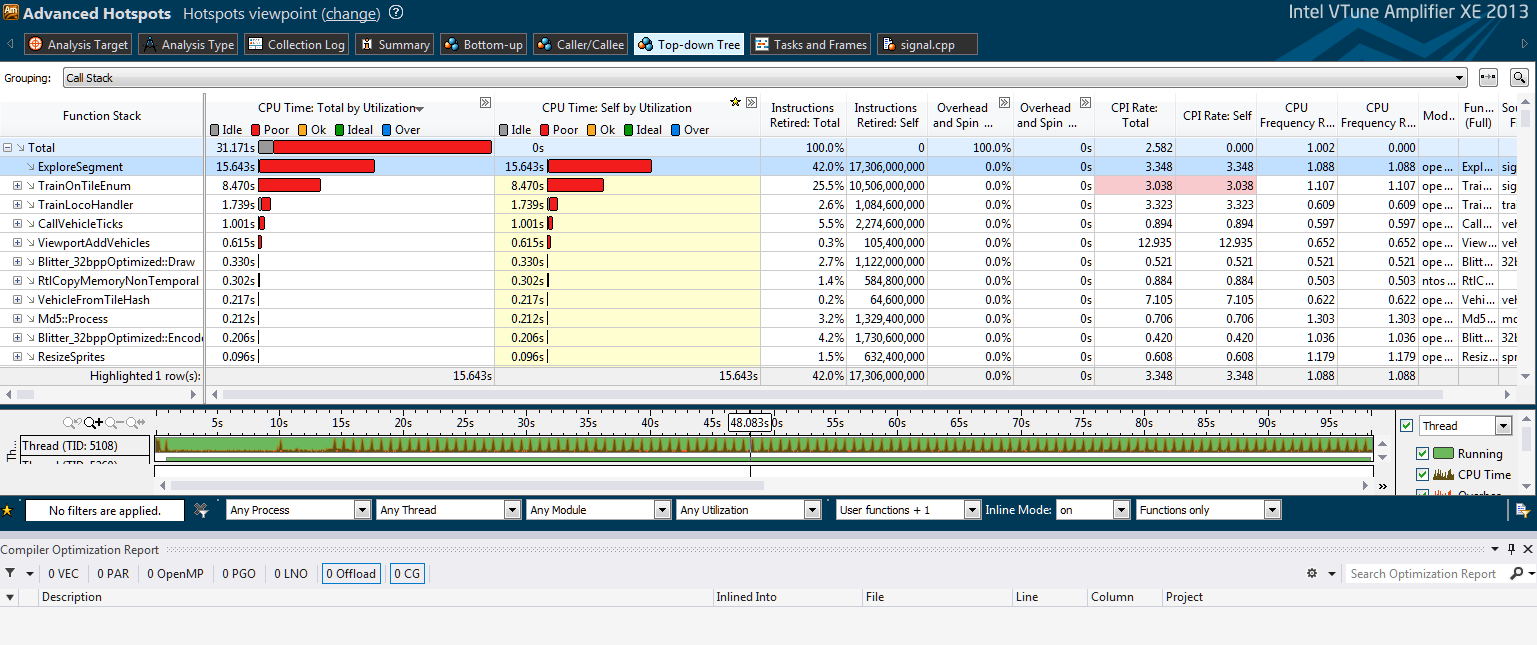 Am Advanced Hotspots Hotspots viewpoint (change) ? Intel VTune Amplifier XE 2013
Analysis Target Analysis Type Collection Log Summary Bottom-up Caller/Callee Top-down Tree Tasks and Frames signal.cpp
Grouping: Call Stack
Function Stack CPU Time: Total by Utilization CPU Time: Self by Utilization Instructions Retired: Total Instructions Retired: Self Overhead and Spin ... Overhead and Spin ... CPI Rate: Total CPI Rate: Self CPU Frequency R... CPU Frequency R... Mod... Fun... (Full) Sou
Idle Poor Ok Ideal Over Idle Poor Ok Ideal Over
Total 31.171s 0s 100.0% 0 100.0% 0s 2.582 0.000 1.002 0.000
ExploreSegment 15.643s 15.643s 42.0% 17,306,000,000 0.0% 0s 3.348 3.348 1.088 1.088 ope... Expl... sig
TrainOnTileEnum 8.470s 8.470s 25.5% 10,506,000,000 0.0% 0s 3.038 3.038 1.107 1.107 ope... Trai... sig
TrainLocoHandler 1.739s 1.739s 2.6% 1,084,600,000 0.0% 0s 3.323 3.323 0.609 0.609 ope... Trai... tra
CallVehicleTicks 1.001s 1.001s 5.5% 2,274,600,000 0.0% 0s 0.894 0.894 0.597 0.597 ope... Call... veh
ViewportAddVehicles 0.615s 0.615s 0.3% 105,400,000 0.0% 0s 12.935 12.935 0.652 0.652 ope... View... veh
Blitter_32bppOptimized::Draw 0.330s 0.330s 2.7% 1,122,000,000 0.0% 0s 0.521 0.521 0.635 0.635 ope... Blitt... 32b
RtlCopyMemoryNonTemporal 0.302s 0.302s 1.4% 584,800,000 0.0% 0s 0.884 0.884 0.503 0.503 ntos... RtlC...
VehicleFromTileHash 0.217s 0.217s 0.2% 64,600,000 0.0% 0s 7.105 7.105 0.622 0.622 ope... Vehi... veh
Md5::Process 0.212s 0.212s 3.2% 1,329,400,000 0.0% 0s 0.706 0.706 1.303 1.303 ope... Md5... md
Blitter_32bppOptimized::Encode 0.206s 0.206s 4.2% 1,730,600,000 0.0% 0s 0.420 0.420 1.036 1.036 ope... Blitt... 32b
ResizeSprites 0.096s 0.096s 1.5% 632,400,000 0.0% 0s 0.608 0.608 1.179 1.179 ope... Resiz... spr
Highlighted 1 row(s): 15.643s 15.643s 42.0% 17,306,000,000 0.0% 0s 3.348 3.348 1.088 1.088
5s 10s 15s 20s 25s 30s 35s 40s 45s 48.083s 0s 55s 60s 65s 70s 75s 80s 85s 90s 95s
Thread
Thread (TID: 5108)
Running
CPU Time
No filters are applied. Any Process Any Thread Any Module Any Utilization User functions + 1 Inline Mode: on Functions only
Compiler Optimization Report
0 VEC 0 PAR 0 OpenMP 0 PGO 0 LNO 0 Offload 0 CG Search Optimization Report
Description Inlined Into File Line Column Project